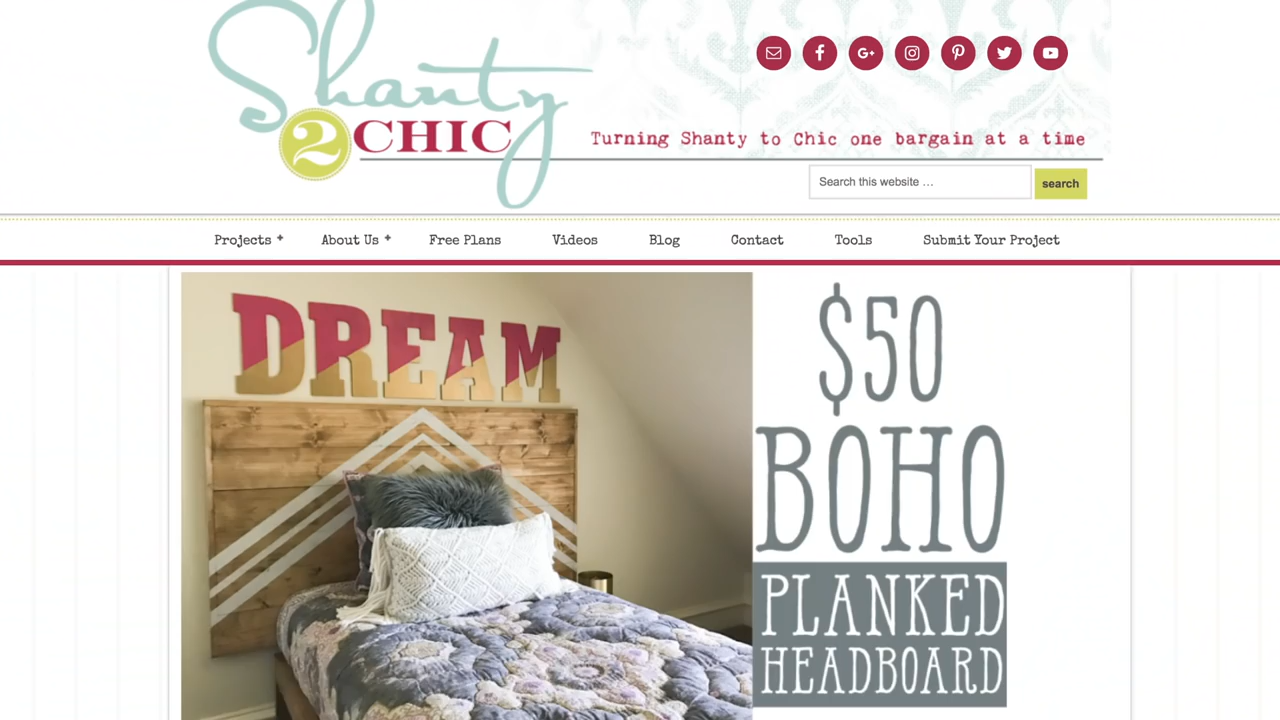 Shanty
2 CHIC
Turning Shanty to Chic one bargain at a time
Search this website ...
search
Projects +
About Us +
Free Plans
Videos
Blog
Contact
Tools
Submit Your Project
DREAM
$50
BOHO
PLANKED
HEADBOARD